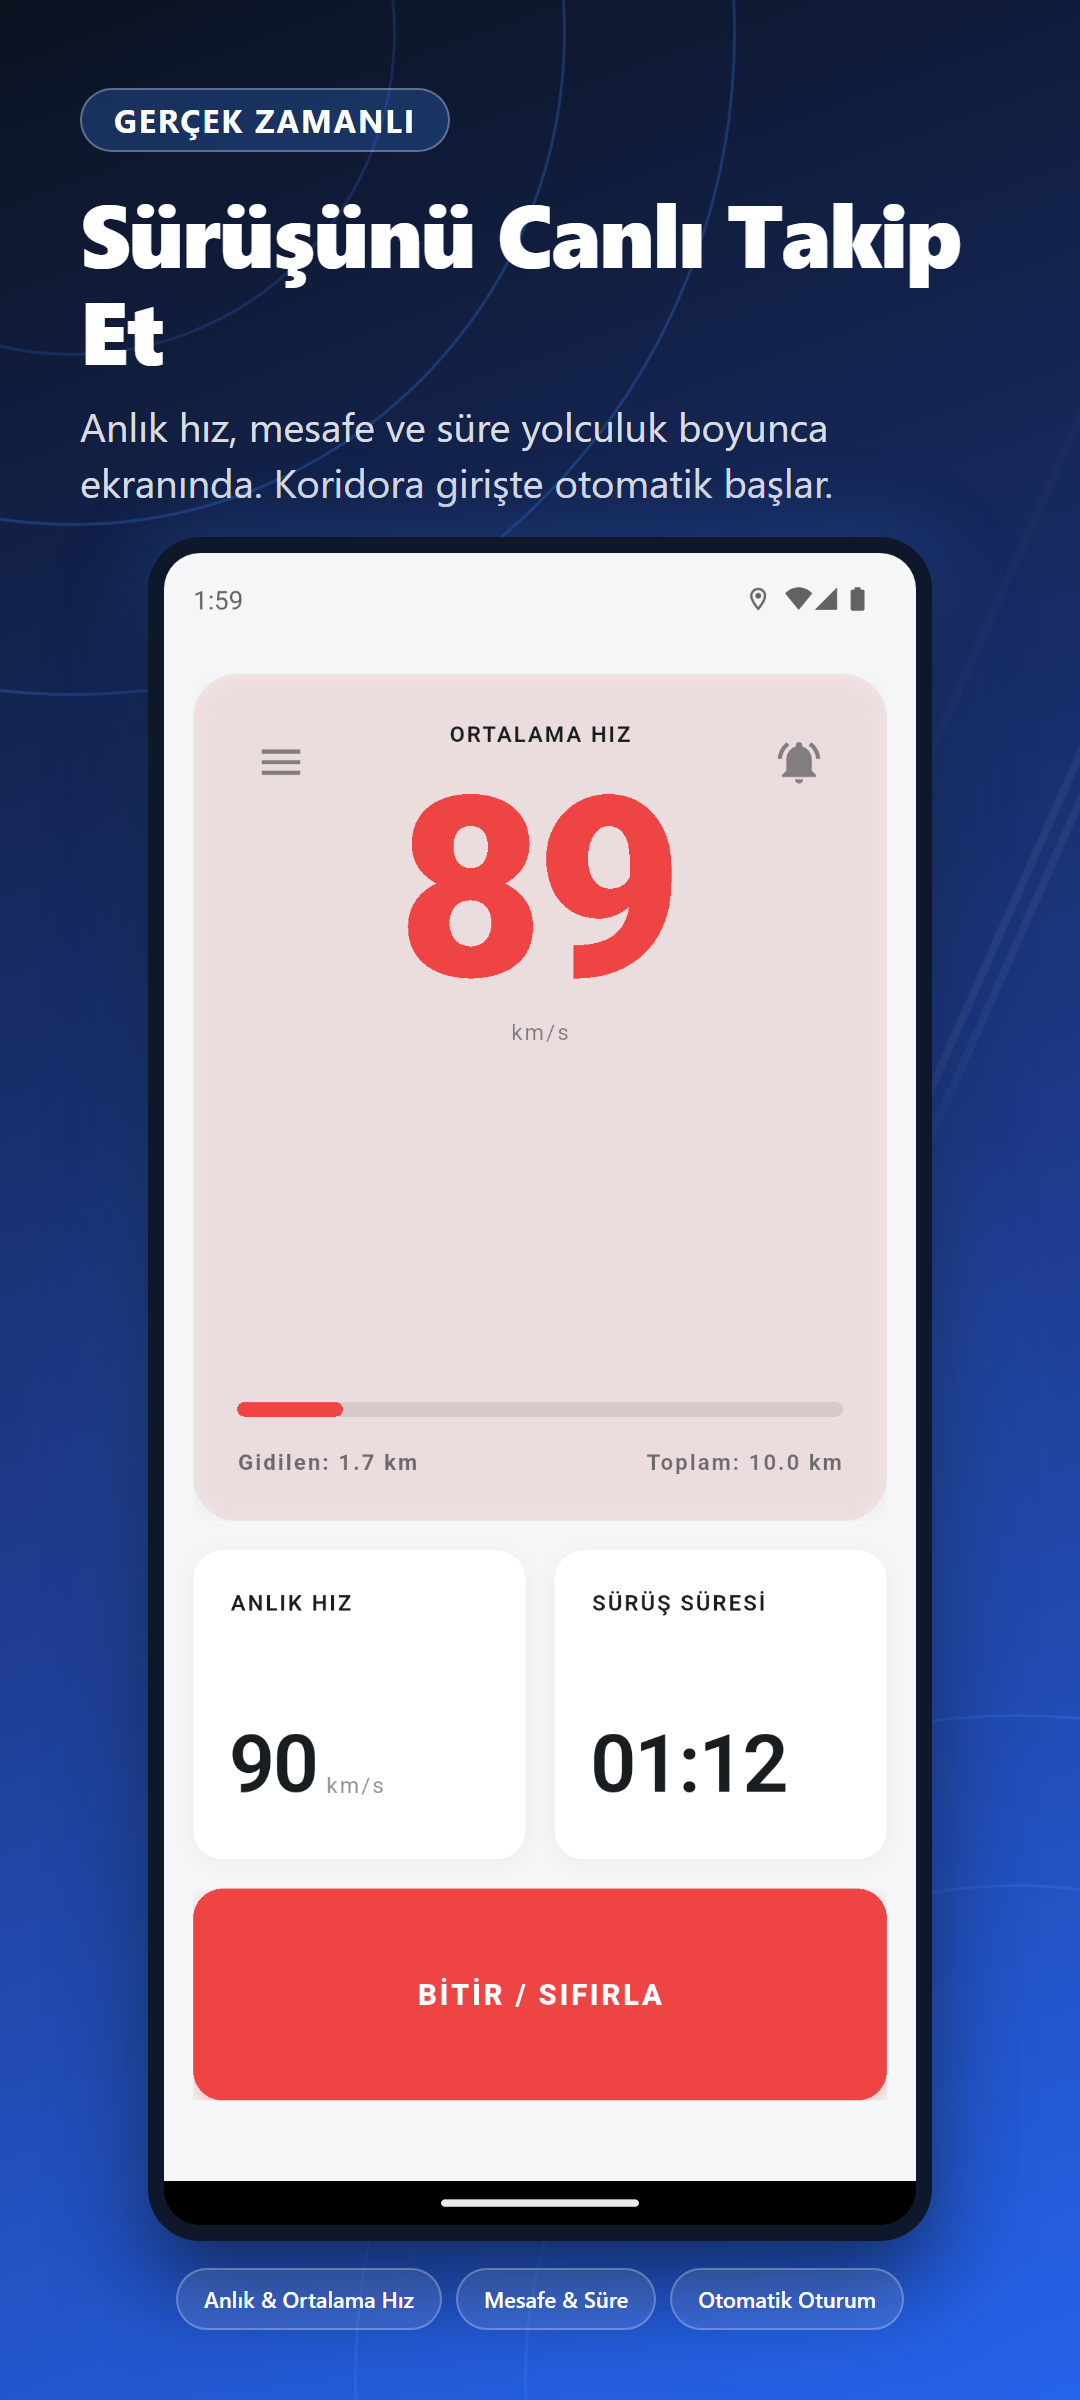 GERÇEK ZAMANLI
Sürüşünü Canlı Takip
Et
Anlık hız, mesafe ve süre yolculuk boyunca
ekranında. Koridora girişte otomatik başlar.
1:59
ORTALAMA HIZ
89
km/s
Gidilen: 1.7 km
Toplam: 10.0 km
ANLIK HIZ
SÜRÜŞ SÜRESİ
90 km/s
01:12
BİTİR / SIFIRLA
Anlık & Ortalama Hız
Mesafe & Süre
Otomatik Oturum